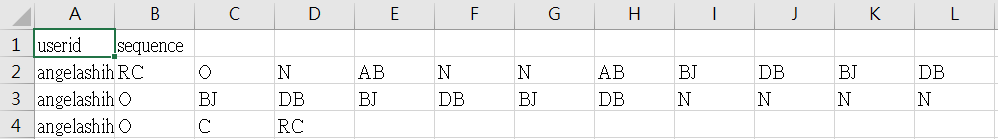 A B C D E F G H I J K L
1 userid sequence
2 angelashih RC O N AB N N AB BJ DB BJ DB
3 angelashih O BJ DB BJ DB BJ DB N N N N
4 angelashih O C RC